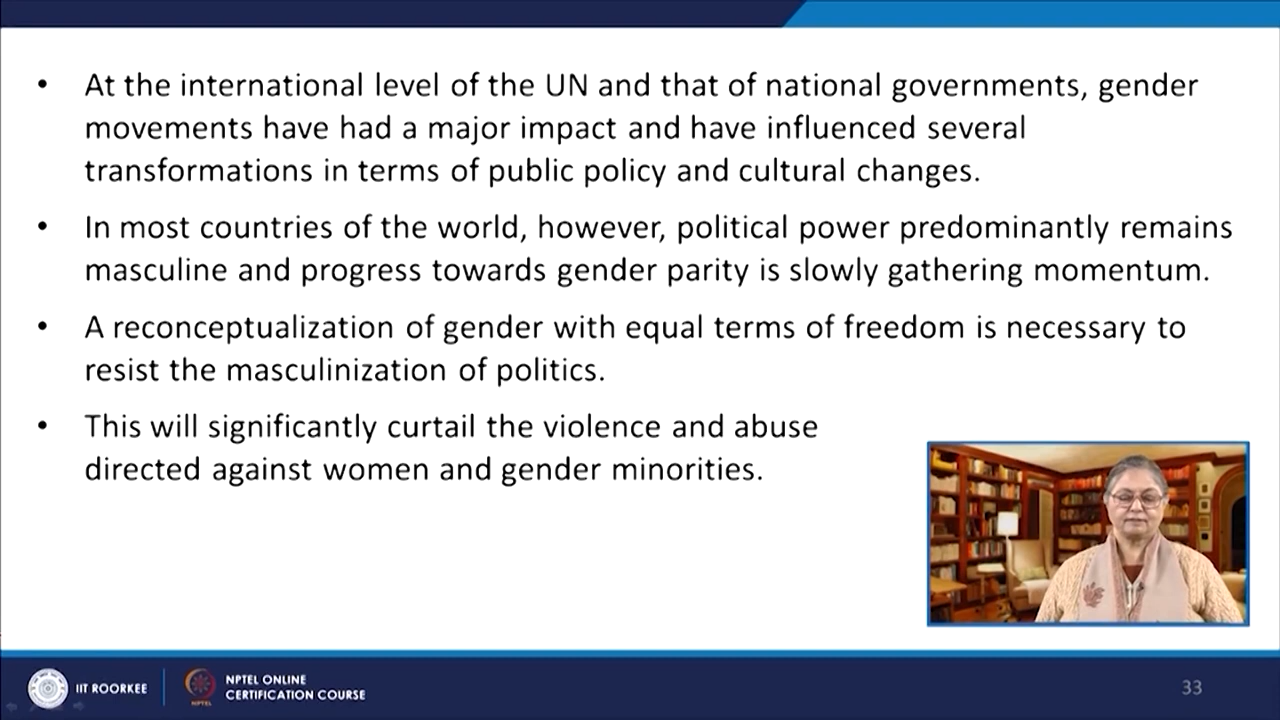 • At the international level of the UN and that of national governments, gender
movements have had a major impact and have influenced several
transformations in terms of public policy and cultural changes.
• In most countries of the world, however, political power predominantly remains
masculine and progress towards gender parity is slowly gathering momentum.
• A reconceptualization of gender with equal terms of freedom is necessary to
resist the masculinization of politics.
• This will significantly curtail the violence and abuse
directed against women and gender minorities.
IIT ROORKEE
NPTEL
NPTEL ONLINE
CERTIFICATION COURSE
33